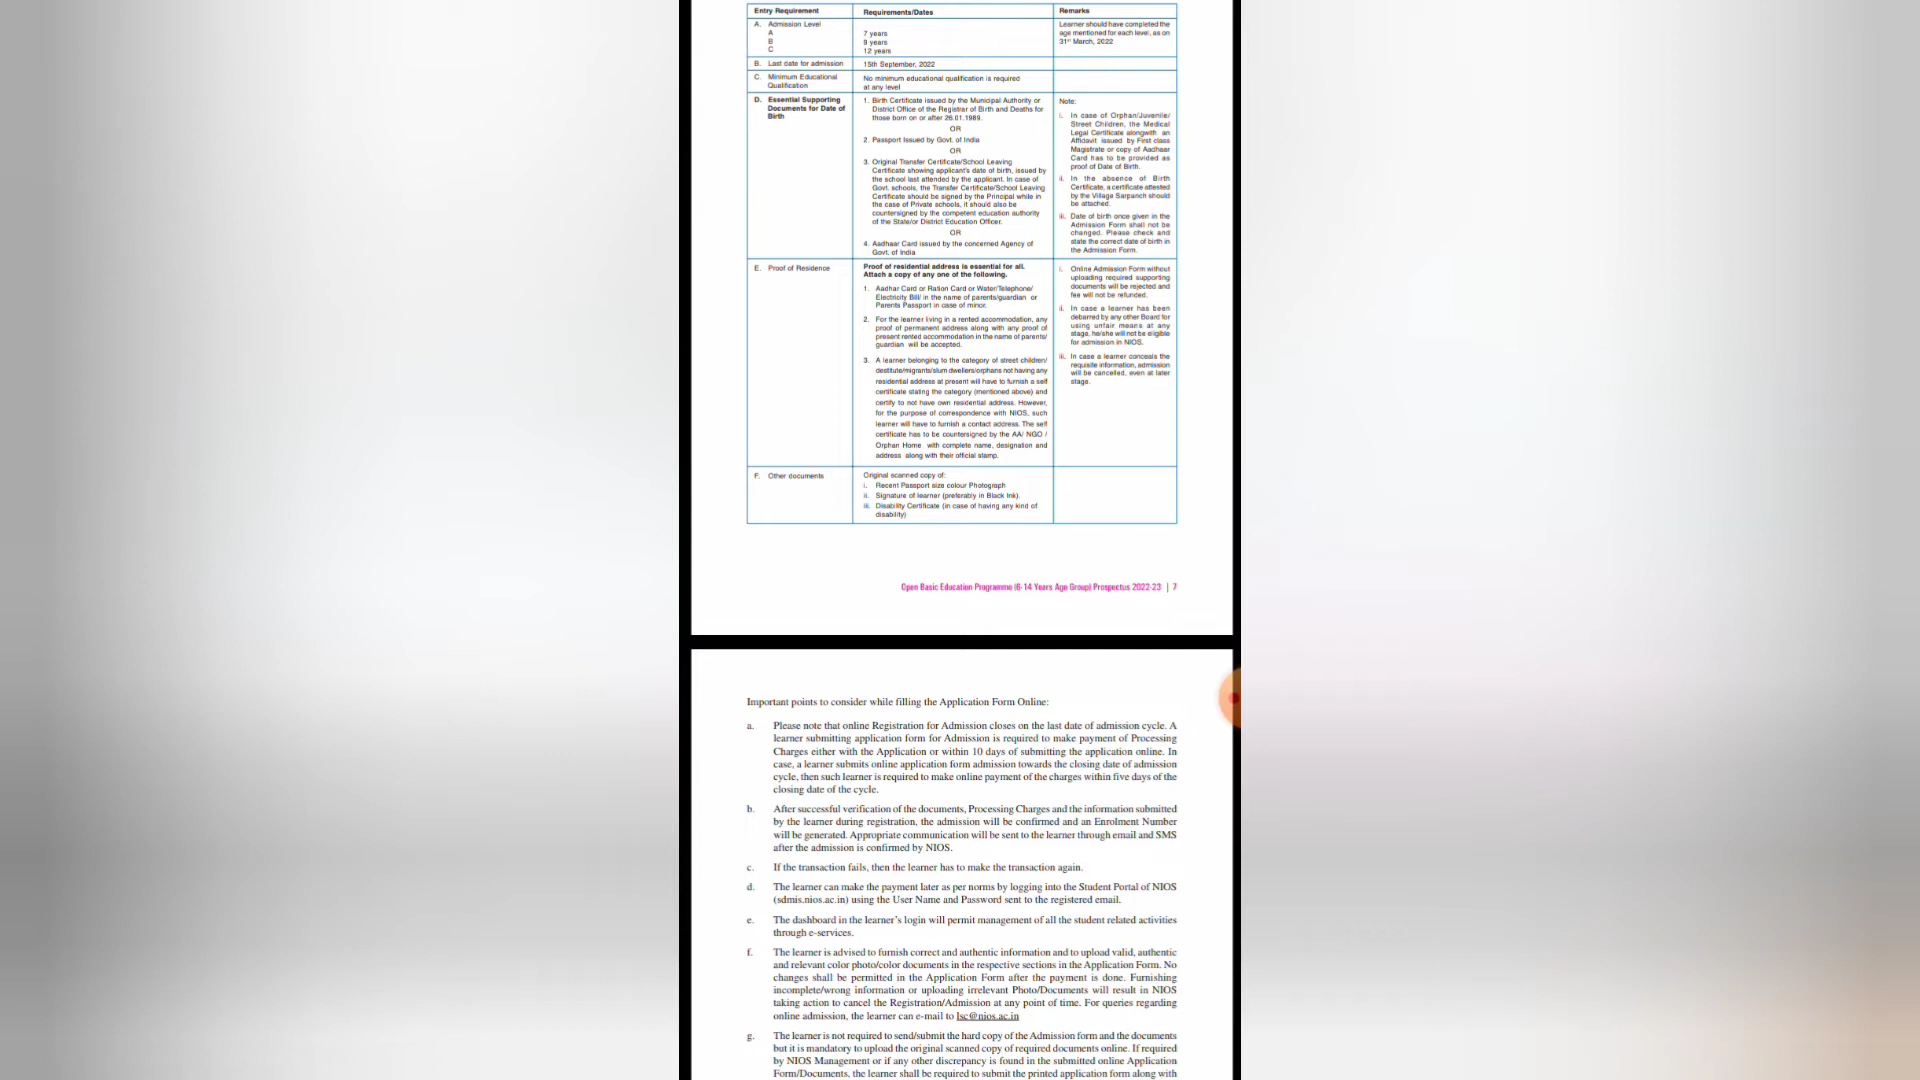 Entry Requirement
Requirements/Dates
Remarks
A. Admission Level
A
B
C
7 years
9 years
12 years
Learner should have completed the
age mentioned for each level, as on
31st March, 2022
B. Last date for admission
15th September, 2022
C. Minimum Educational
Qualification
No minimum educational qualification is required
at any level
D. Essential Supporting
Documents for Date of
Birth
1. Birth Certificate issued by the Municipal Authority or
District Office of the Registrar of Birth and Deaths for
those born on or after 26.01.1989.
OR
2. Passport Issued by Govt. of India
OR
3. Original Transfer Certificate/School Leaving
Certificate showing applicant's date of birth, issued by
the school last attended by the applicant. In case of
Govt. schools, the Transfer Certificate/School Leaving
Certificate should be signed by the Principal while in
the case of Private schools, it should also be
countersigned by the competent education authority
of the State/or District Education Officer.
OR
4. Aadhaar Card issued by the concerned Agency of
Govt. of India
Note:
i. In case of Orphan/Juvenile/
Street Children, the Medical
Legal Certificate alongwith an
Affidavit issued by First class
Magistrate or copy of Aadhaar
Card has to be provided as
proof of Date of Birth.
ii. In the absence of Birth
Certificate, a certificate attested
by the Village Sarpanch should
be attached.
iii. Date of birth once given in the
Admission Form shall not be
changed. Please check and
state the correct date of birth in
the Admission Form.
E. Proof of Residence
Proof of residential address is essential for all.
Attach a copy of any one of the following.
1. Aadhar Card or Ration Card or Water/Telephone/
Electricity Bill/ in the name of parents/guardian or
Parents Passport in case of minor.
2. For the learner living in a rented accommodation, any
proof of permanent address along with any proof of
present rented accommodation in the name of parents/
guardian will be accepted.
3. A learner belonging to the category of street children/
destitute/migrants/slum dwellers/orphans not having any
residential address at present will have to furnish a self
certificate stating the category (mentioned above) and
certify to not have own residential address. However,
for the purpose of correspondence with NIOS, such
learner will have to furnish a contact address. The self
certificate has to be countersigned by the AA/ NGO /
Orphan Home with complete name, designation and
address along with their official stamp.
i. Online Admission Form without
uploading required supporting
documents will be rejected and
fee will not be refunded.
ii. In case a learner has been
debarred by any other Board for
using unfair means at any
stage, he/she will not be eligible
for admission in NIOS.
iii. In case a learner conceals the
requisite information, admission
will be cancelled, even at later
stage.
F. Other documents
Original scanned copy of:
i. Recent Passport size colour Photograph
ii. Signature of learner (preferably in Black Ink).
iii. Disability Certificate (in case of having any kind of
disability)
Open Basic Education Programme (6-14 Years Age Group) Prospectus 2022-23 | 7
Important points to consider while filling the Application Form Online:
a. Please note that online Registration for Admission closes on the last date of admission cycle. A
learner submitting application form for Admission is required to make payment of Processing
Charges either with the Application or within 10 days of submitting the application online. In
case, a learner submits online application form admission towards the closing date of admission
cycle, then such learner is required to make online payment of the charges within five days of the
closing date of the cycle.
b. After successful verification of the documents, Processing Charges and the information submitted
by the learner during registration, the admission will be confirmed and an Enrolment Number
will be generated. Appropriate communication will be sent to the learner through email and SMS
after the admission is confirmed by NIOS.
c. If the transaction fails, then the learner has to make the transaction again.
d. The learner can make the payment later as per norms by logging into the Student Portal of NIOS
(sdmis.nios.ac.in) using the User Name and Password sent to the registered email.
e. The dashboard in the learner's login will permit management of all the student related activities
through e-services.
f. The learner is advised to furnish correct and authentic information and to upload valid, authentic
and relevant color photo/color documents in the respective sections in the Application Form. No
changes shall be permitted in the Application Form after the payment is done. Furnishing
incomplete/wrong information or uploading irrelevant Photo/Documents will result in NIOS
taking action to cancel the Registration/Admission at any point of time. For queries regarding
online admission, the learner can e-mail to lsc@nios.ac.in
g. The learner is not required to send/submit the hard copy of the Admission form and the documents
but it is mandatory to upload the original scanned copy of required documents online. If required
by NIOS Management or if any other discrepancy is found in the submitted online Application
Form/Documents, the learner shall be required to submit the printed application form along with